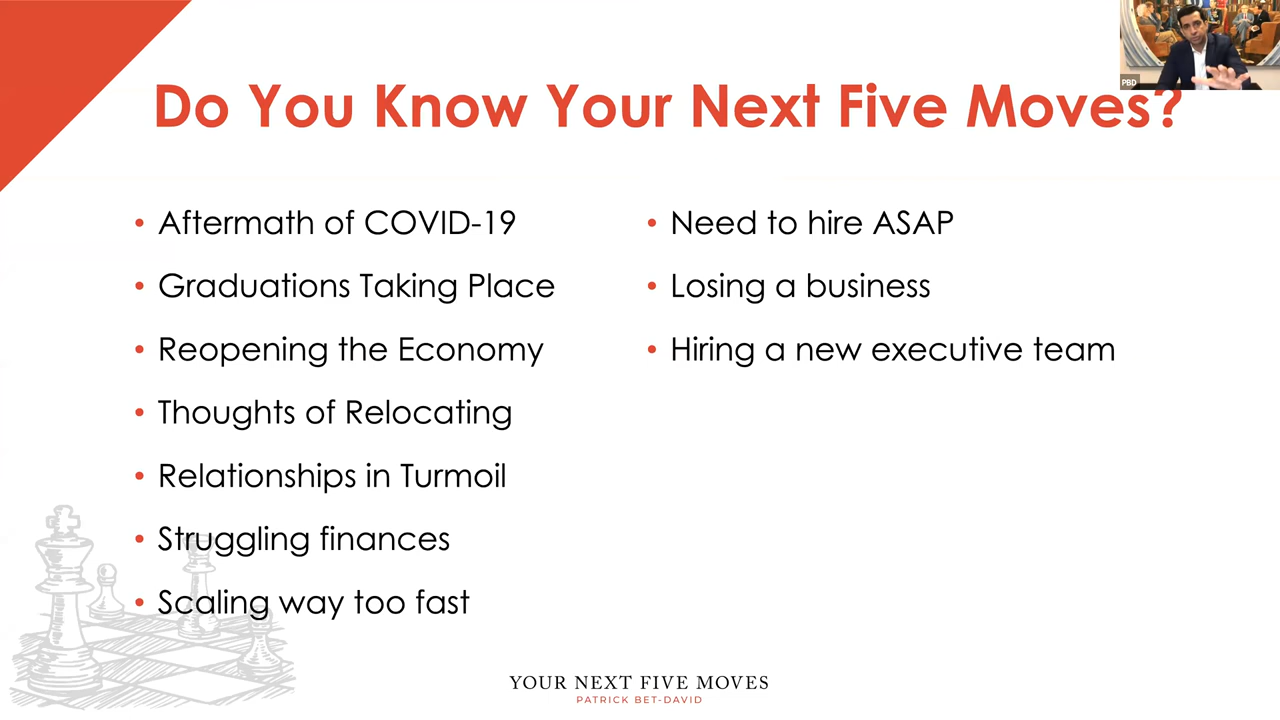 PBD
Do You Know Your Next Five Moves?
Aftermath of COVID-19
Graduations Taking Place
Reopening the Economy
Thoughts of Relocating
Relationships in Turmoil
Struggling finances
Scaling way too fast
Need to hire ASAP
Losing a business
Hiring a new executive team
YOUR NEXT FIVE MOVES
PATRICK BET-DAVID